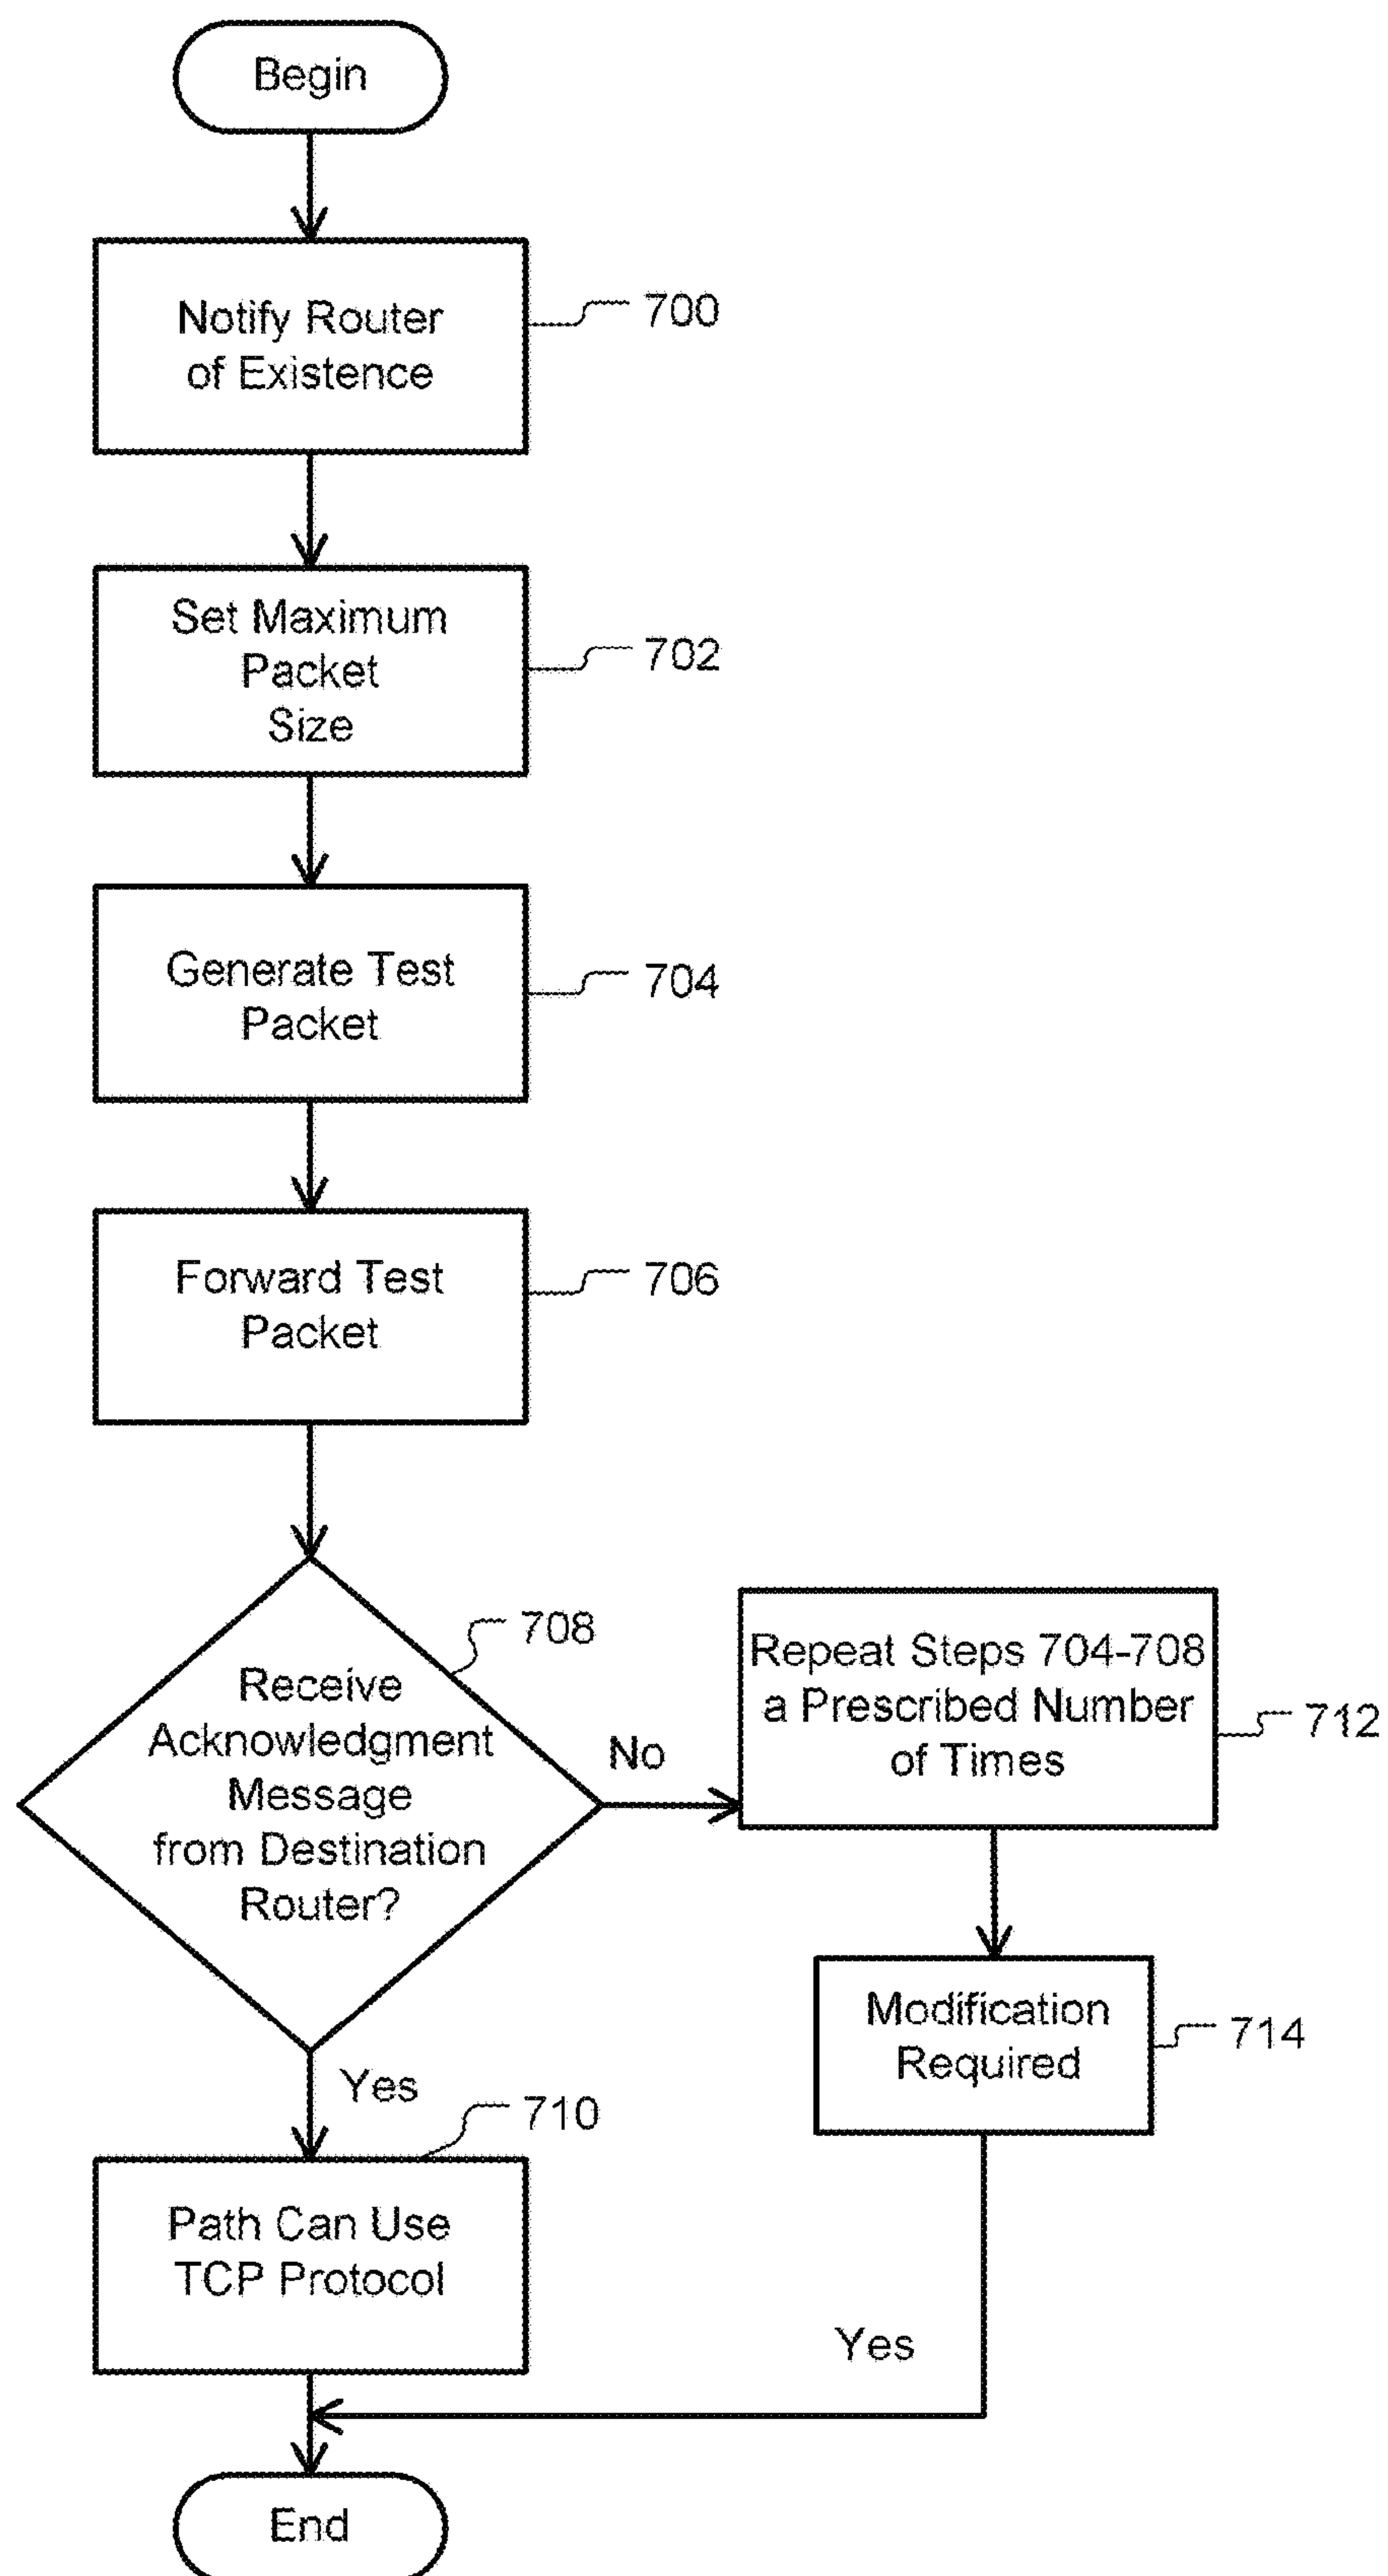 Begin
Notify Router
of Existence
700
Set Maximum
Packet
Size
702
Generate Test
Packet
704
Forward Test
Packet
706
708
Receive
Acknowledgment
Message
from Destination
Router?
No
Repeat Steps 704-708
a Prescribed Number
of Times
712
Modification
Required
714
Yes
710
Path Can Use
TCP Protocol
Yes
End